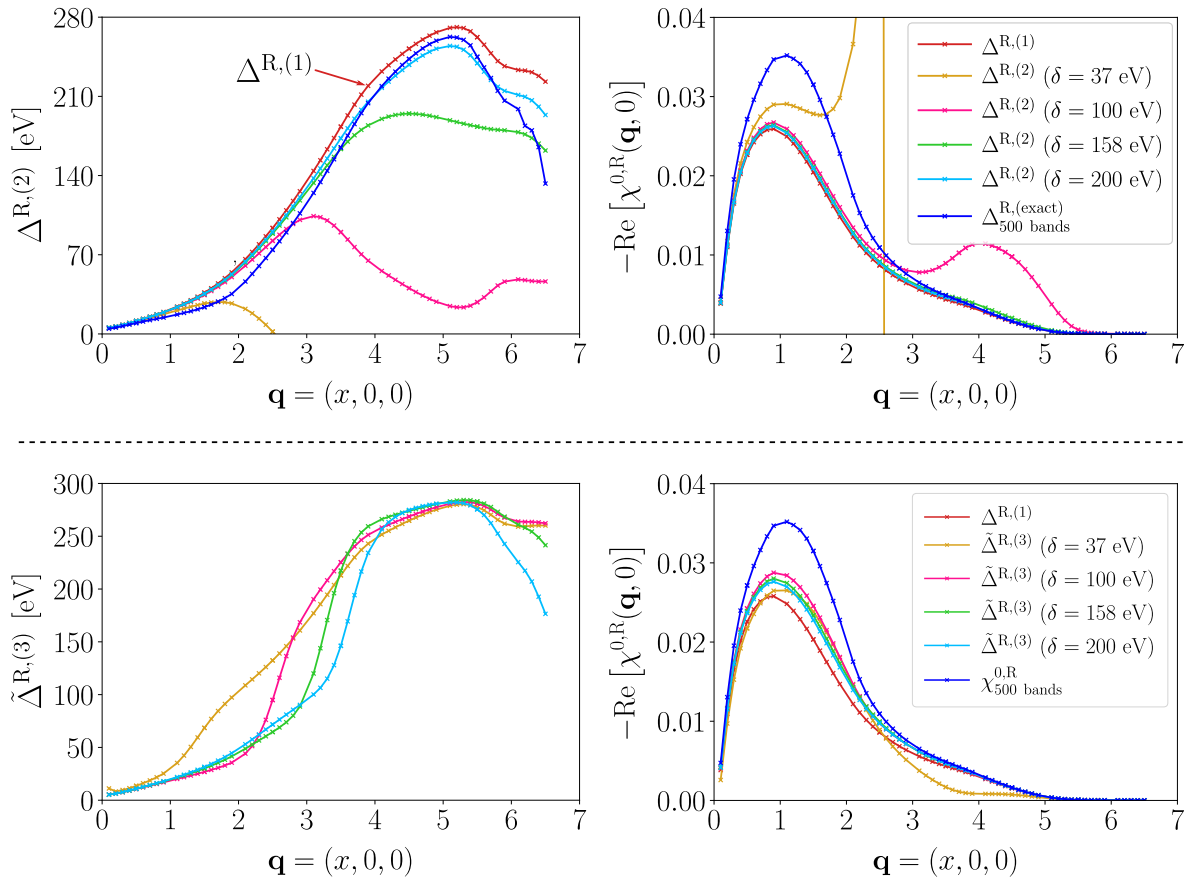 280
210
140
70
0
Δ^{R,(2)} [eV]
Δ^{R,(1)}
0 1 2 3 4 5 6 7
q = (x, 0, 0)
0.04
0.03
0.02
0.01
0.00
−Re [χ^{0,R}(q, 0)]
Δ^{R,(1)}
Δ^{R,(2)} (δ = 37 eV)
Δ^{R,(2)} (δ = 100 eV)
Δ^{R,(2)} (δ = 158 eV)
Δ^{R,(2)} (δ = 200 eV)
Δ^{R,(exact)}_{500 bands}
0 1 2 3 4 5 6 7
q = (x, 0, 0)
300
250
200
150
100
50
0
Δ̃^{R,(3)} [eV]
0 1 2 3 4 5 6 7
q = (x, 0, 0)
0.04
0.03
0.02
0.01
0.00
−Re [χ^{0,R}(q, 0)]
Δ^{R,(1)}
Δ̃^{R,(3)} (δ = 37 eV)
Δ̃^{R,(3)} (δ = 100 eV)
Δ̃^{R,(3)} (δ = 158 eV)
Δ̃^{R,(3)} (δ = 200 eV)
χ^{0,R}_{500 bands}
0 1 2 3 4 5 6 7
q = (x, 0, 0)